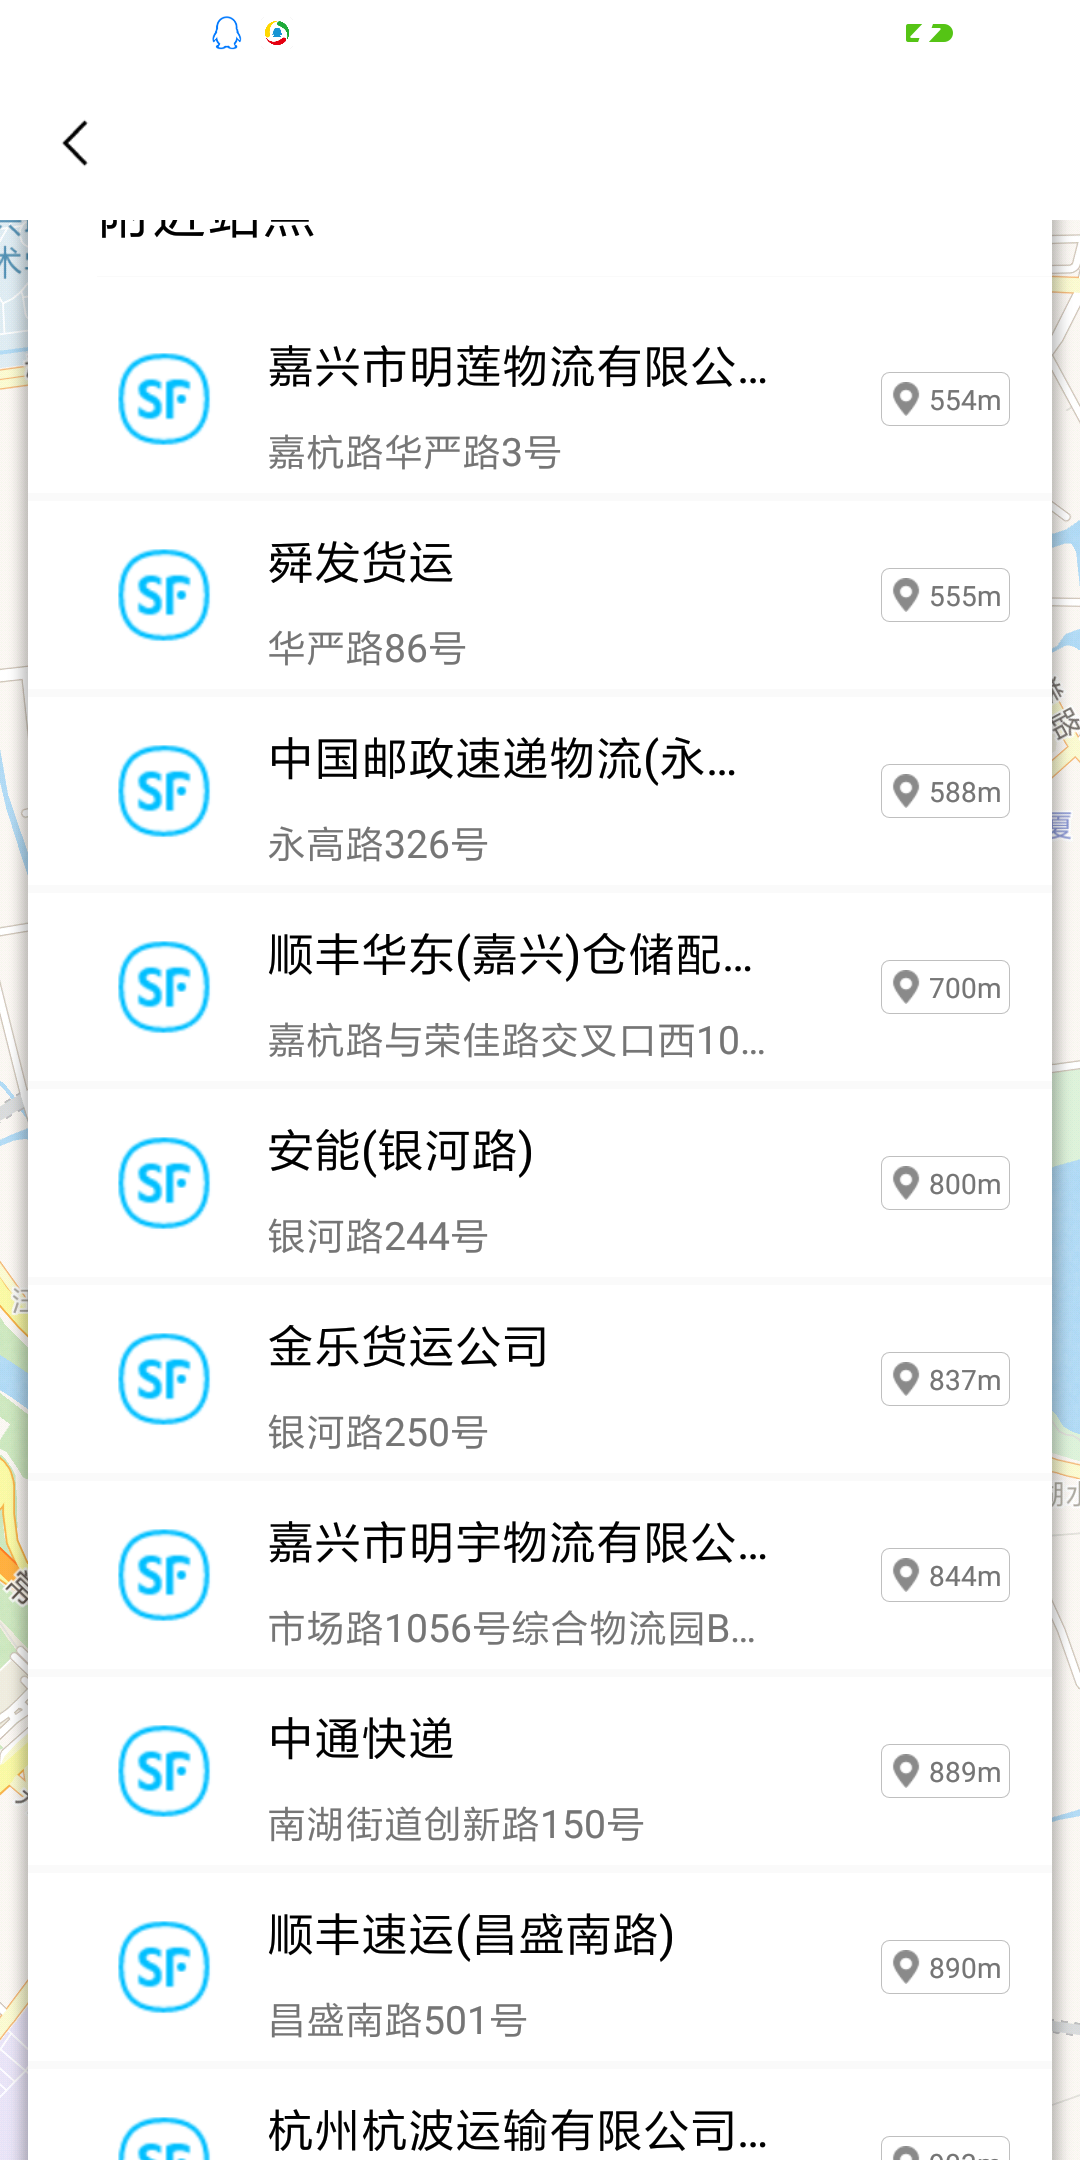 附近站点
SF
嘉兴市明莲物流有限公...
554m
嘉杭路华严路3号
SF
舜发货运
555m
华严路86号
SF
中国邮政速递物流(永...
588m
永高路326号
SF
顺丰华东(嘉兴)仓储配...
700m
嘉杭路与荣佳路交叉口西10...
SF
安能(银河路)
800m
银河路244号
SF
金乐货运公司
837m
银河路250号
SF
嘉兴市明宇物流有限公...
844m
市场路1056号综合物流园B...
SF
中通快递
889m
南湖街道创新路150号
SF
顺丰速运(昌盛南路)
890m
昌盛南路501号
SF
杭州杭波运输有限公司...